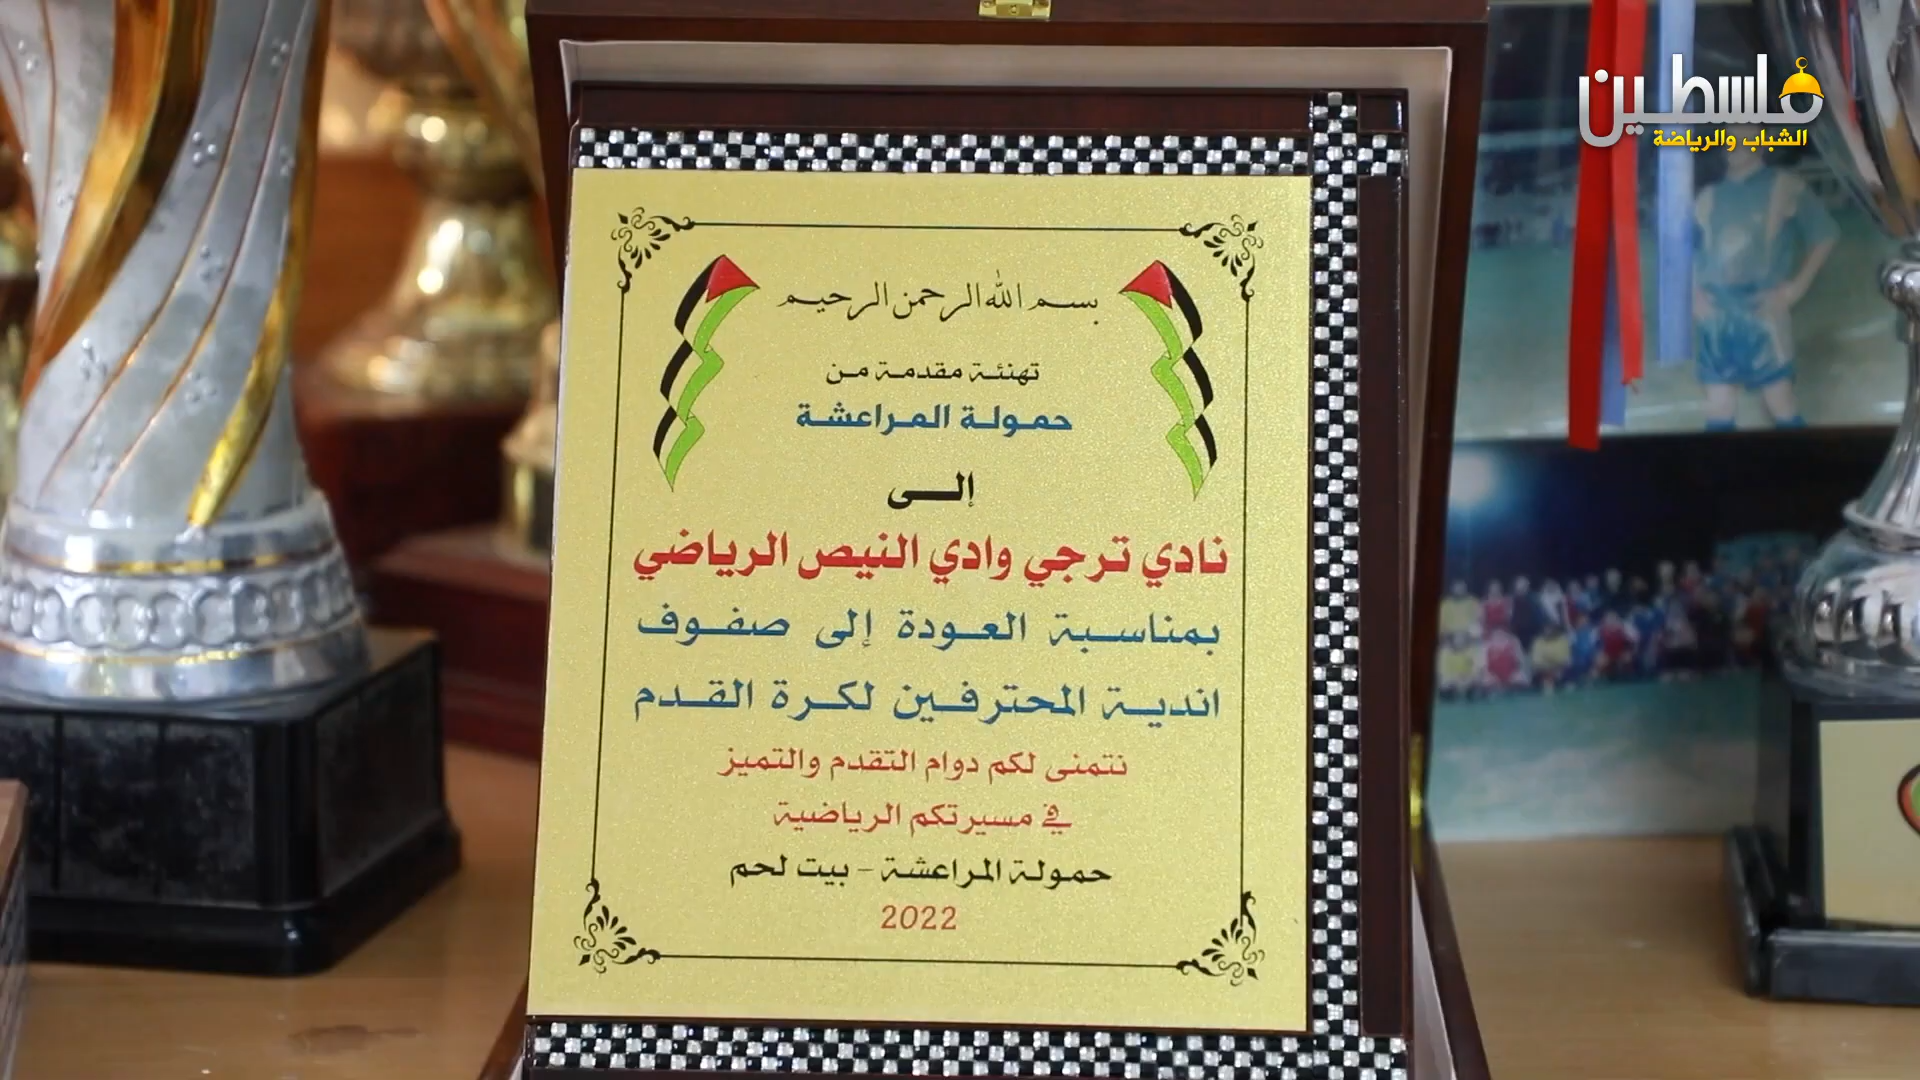 فلسطين
الشباب والرياضة
بسم الله الرحمن الرحيم
تهنئة مقدمة من
حمولة المراعشة
إلى
نادي ترجي وادي النيص الرياضي
بمناسبة العودة إلى صفوف
اندية المحترفين لكرة القدم
نتمنى لكم دوام التقدم والتميز
في مسيرتكم الرياضية
حمولة المراعشة - بيت لحم
2022